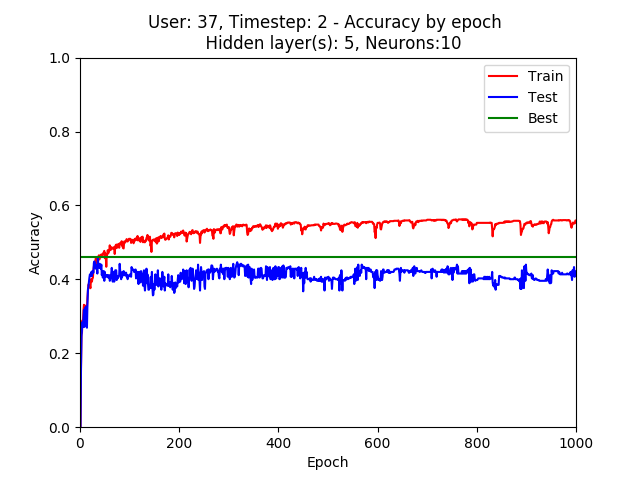 User: 37, Timestep: 2 - Accuracy by epoch
Hidden layer(s): 5, Neurons:10
1.0
0.8
0.6
0.4
0.2
0.0
Accuracy
Train
Test
Best
0 200 400 600 800 1000
Epoch